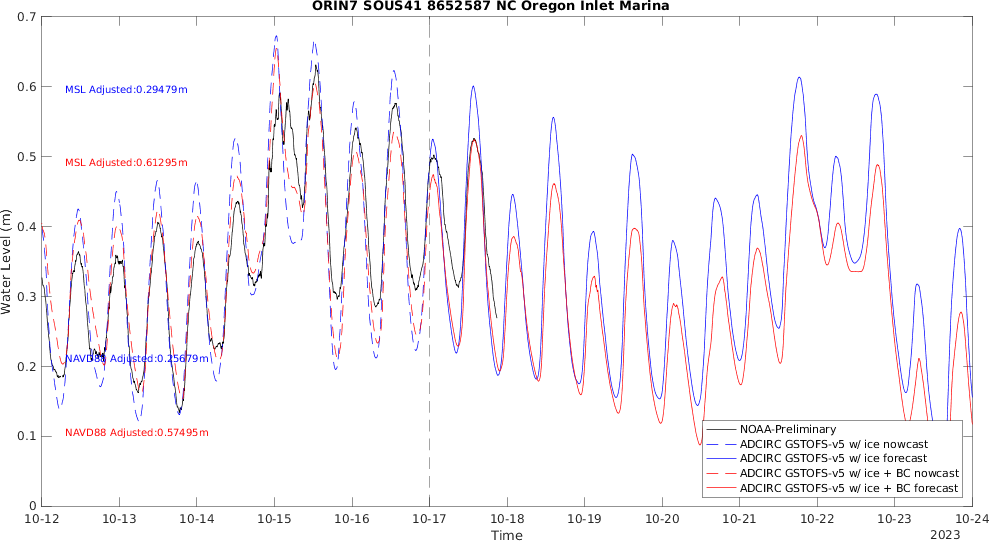 ORIN7 SOUS41 8652587 NC Oregon Inlet Marina
0.7
0.6
0.5
0.4
0.3
0.2
0.1
0
Water Level (m)
MSL Adjusted:0.29479m
MSL Adjusted:0.61295m
NAVD88 Adjusted:0.25679m
NAVD88 Adjusted:0.57495m
NOAA-Preliminary
ADCIRC GSTOFS-v5 w/ ice nowcast
ADCIRC GSTOFS-v5 w/ ice forecast
ADCIRC GSTOFS-v5 w/ ice + BC nowcast
ADCIRC GSTOFS-v5 w/ ice + BC forecast
10-12 10-13 10-14 10-15 10-16 10-17 10-18 10-19 10-20 10-21 10-22 10-23 10-24
Time
2023